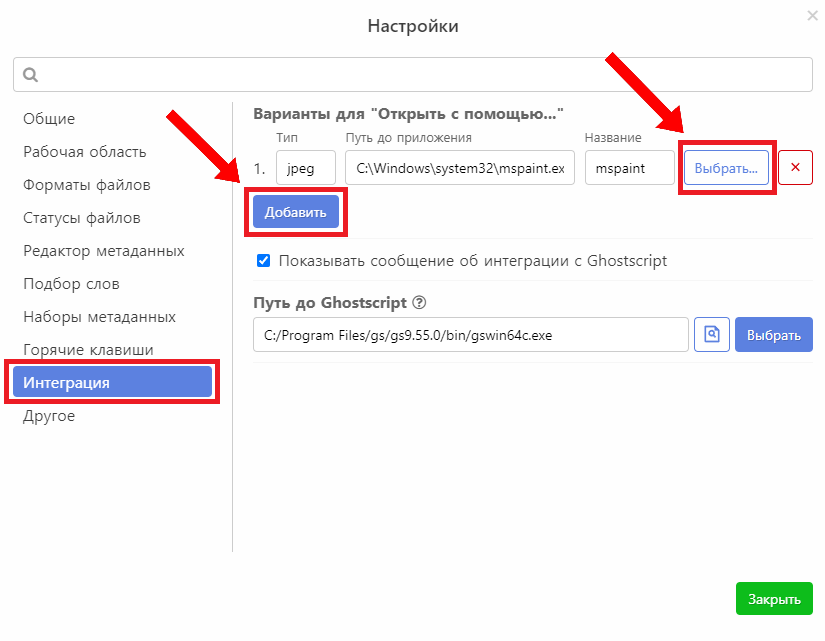 Настройки
Общие
Рабочая область
Форматы файлов
Статусы файлов
Редактор метаданных
Подбор слов
Наборы метаданных
Горячие клавиши
Интеграция
Другое
Варианты для "Открыть с помощью..."
Тип Путь до приложения Название
1. jpeg C:\Windows\system32\mspaint.ex mspaint Выбрать... ×
Добавить
Показывать сообщение об интеграции с Ghostscript
Путь до Ghostscript ?
C:/Program Files/gs/gs9.55.0/bin/gswin64c.exe Выбрать
Закрыть